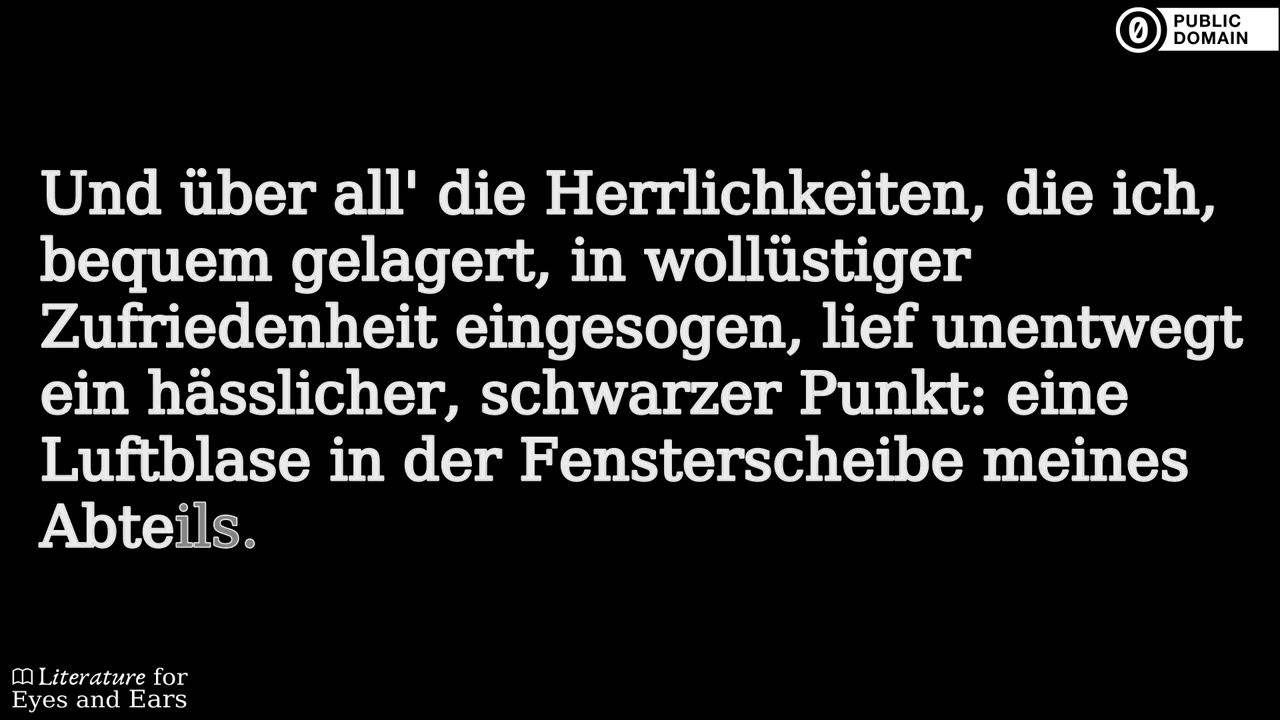 PUBLIC
DOMAIN
Und über all' die Herrlichkeiten, die ich,
bequem gelagert, in wollüstiger
Zufriedenheit eingesogen, lief unentwegt
ein hässlicher, schwarzer Punkt: eine
Luftblase in der Fensterscheibe meines
Abteils.
Literature for
Eyes and Ears